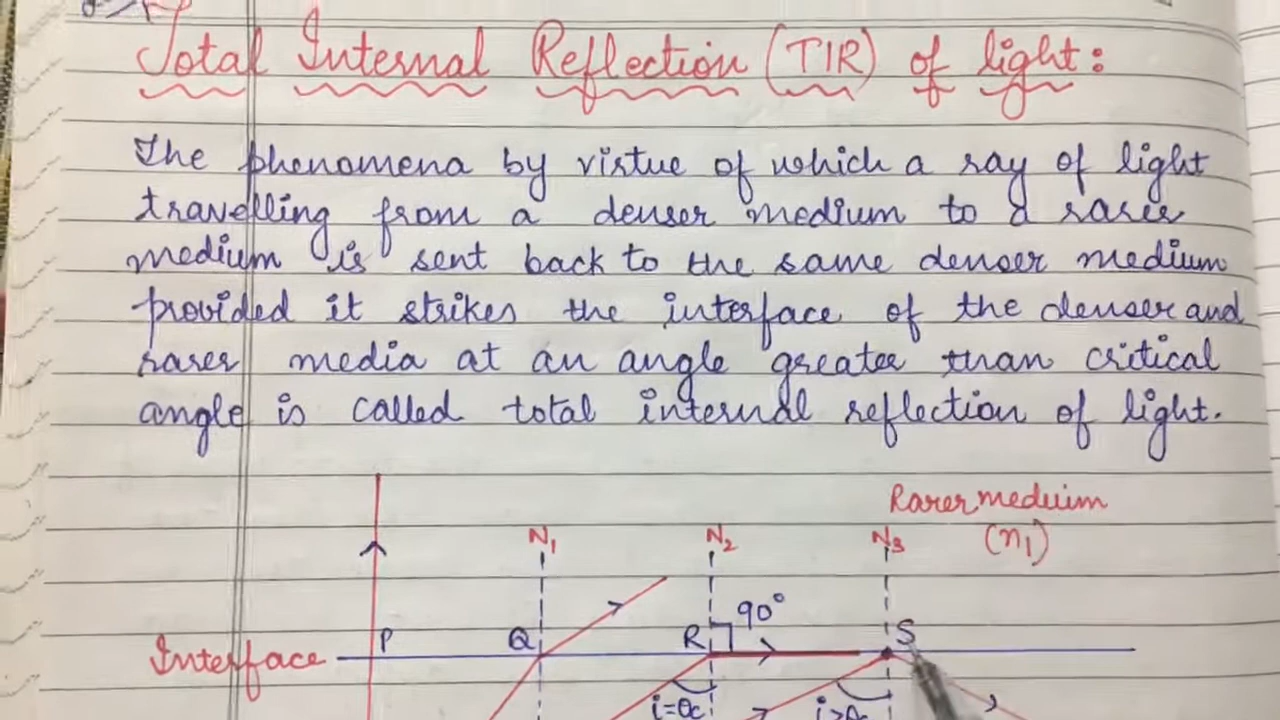 Total Internal Reflection (TIR) of light:
The phenomena by virtue of which a ray of light
travelling from a denser medium to a rarer
medium is sent back to the same denser medium
provided it strikes the interface of the denser and
rarer media at an angle greater than critical
angle is called total internal reflection of light.
Rarer meduim
(n₁)
N₁ N₂ N₃
90°
P Q R S
Interface
i=θc i>θc